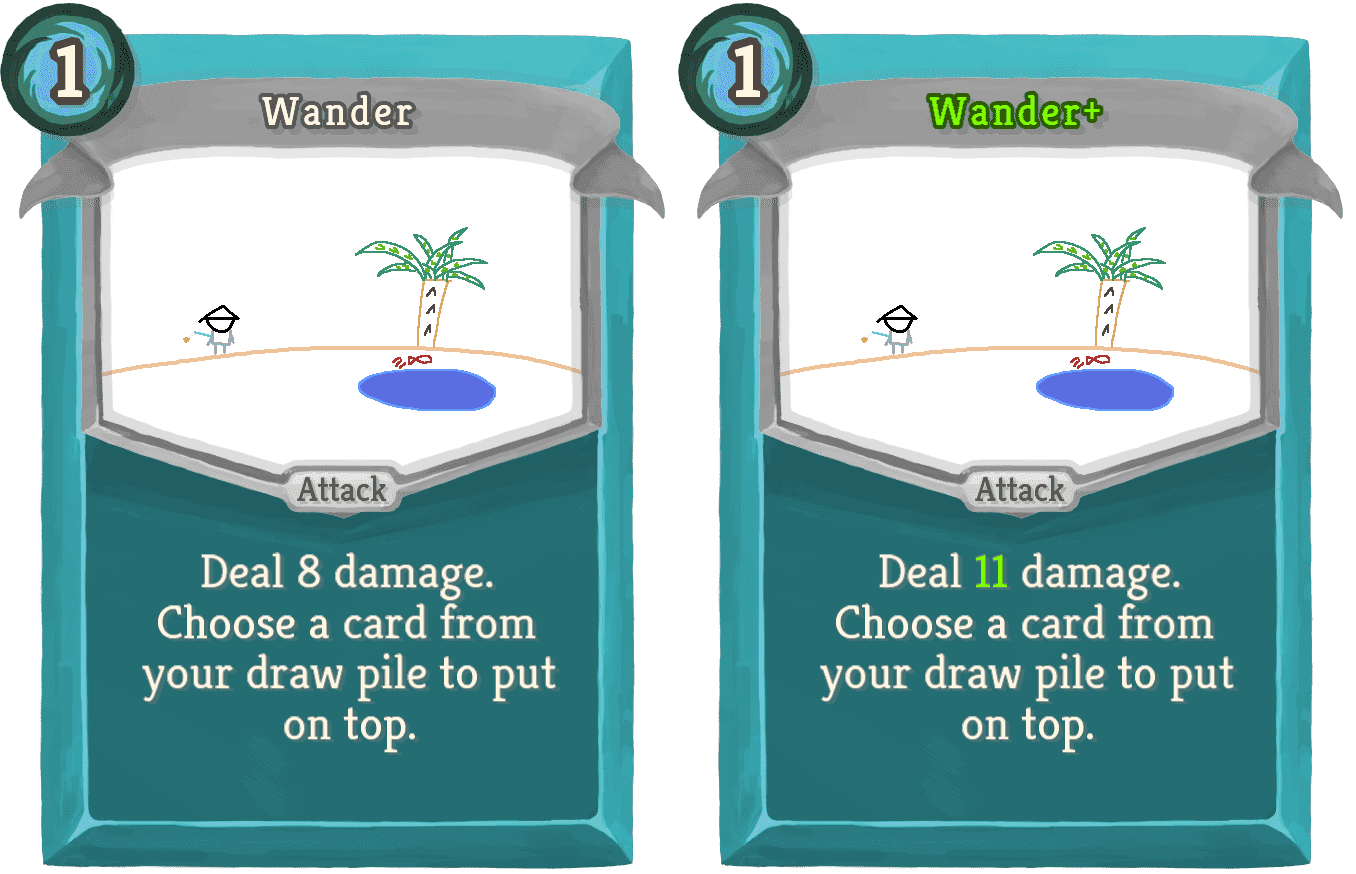 1
Wander
Attack
Deal 8 damage.
Choose a card from
your draw pile to put
on top.
1
Wander+
Attack
Deal 11 damage.
Choose a card from
your draw pile to put
on top.